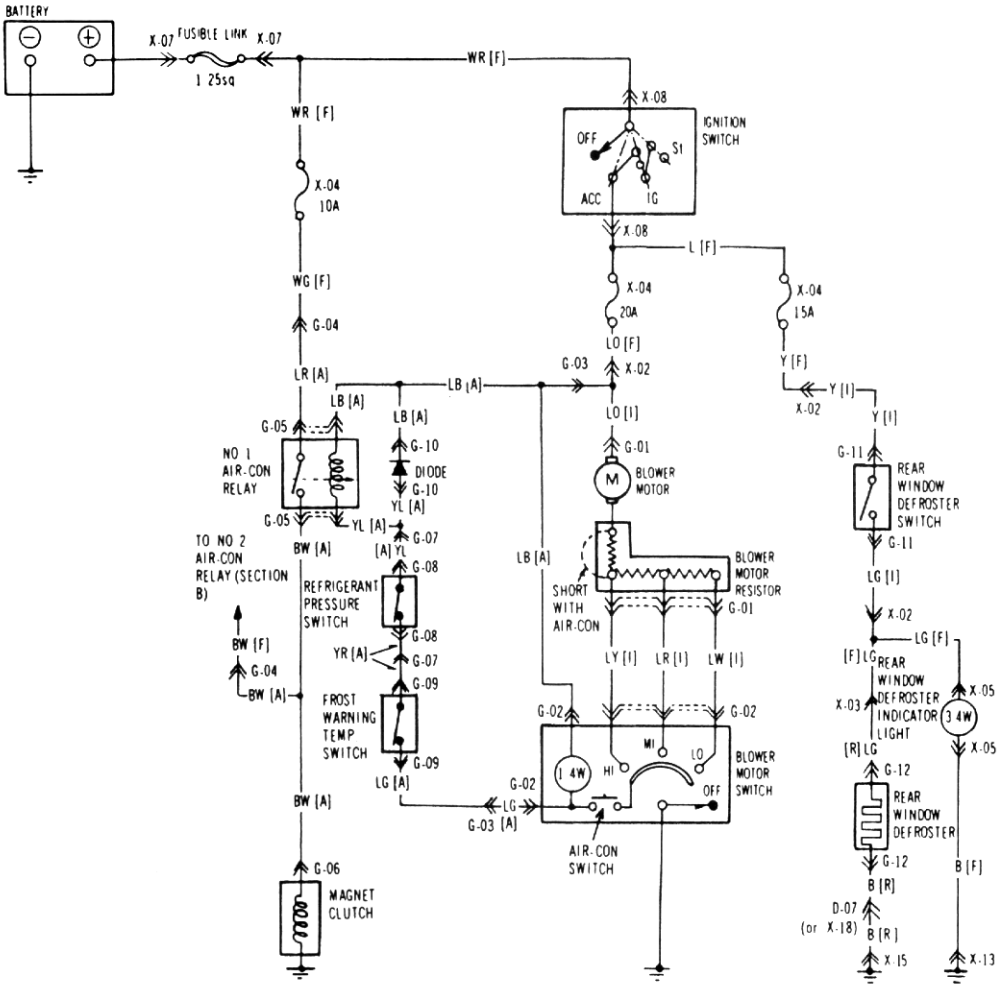 BATTERY
X-07
FUSIBLE LINK
X-07
1 25sq
WR [F]
X-08
IGNITION
SWITCH
OFF
St
ACC
IG
X-08
WR [F]
X-04
10A
WG [F]
G-04
LR [A]
L [F]
X-04
20A
X-04
15A
LO [F]
Y [F]
G-03
X-02
LB [A]
LB [A]
LB [A]
LO [I]
X-02
Y [I]
Y [I]
G-05
G-10
DIODE
G-10
YL [A]
NO 1
AIR-CON
RELAY
G-01
M
BLOWER
MOTOR
G-11
REAR
WINDOW
DEFROSTER
SWITCH
G-11
G-05
YL [A]
G-07
BW [A]
[A] YL
TO NO 2
AIR-CON
RELAY (SECTION
B)
G-08
LB [A]
REFRIGERANT
PRESSURE
SWITCH
G-08
SHORT
WITH
AIR-CON
BLOWER
MOTOR
RESISTOR
G-01
LG [I]
X-02
BW [F]
YR [A]
G-07
LY [I]
LR [I]
LW [I]
LG [F]
G-04
G-09
[F] LG
REAR
WINDOW
DEFROSTER
INDICATOR
LIGHT
BW [A]
FROST
WARNING
TEMP
SWITCH
G-09
G-02
G-02
X-03
X-05
3 4W
X-05
LG [A]
MI
HI
LO
OFF
1 4W
BLOWER
MOTOR
SWITCH
[R] LG
G-12
BW [A]
G-02
LG
G-03 [A]
REAR
WINDOW
DEFROSTER
AIR-CON
SWITCH
G-12
B [F]
G-06
MAGNET
CLUTCH
B [R]
D-07
(or X-18)
B [R]
X-15
X-13